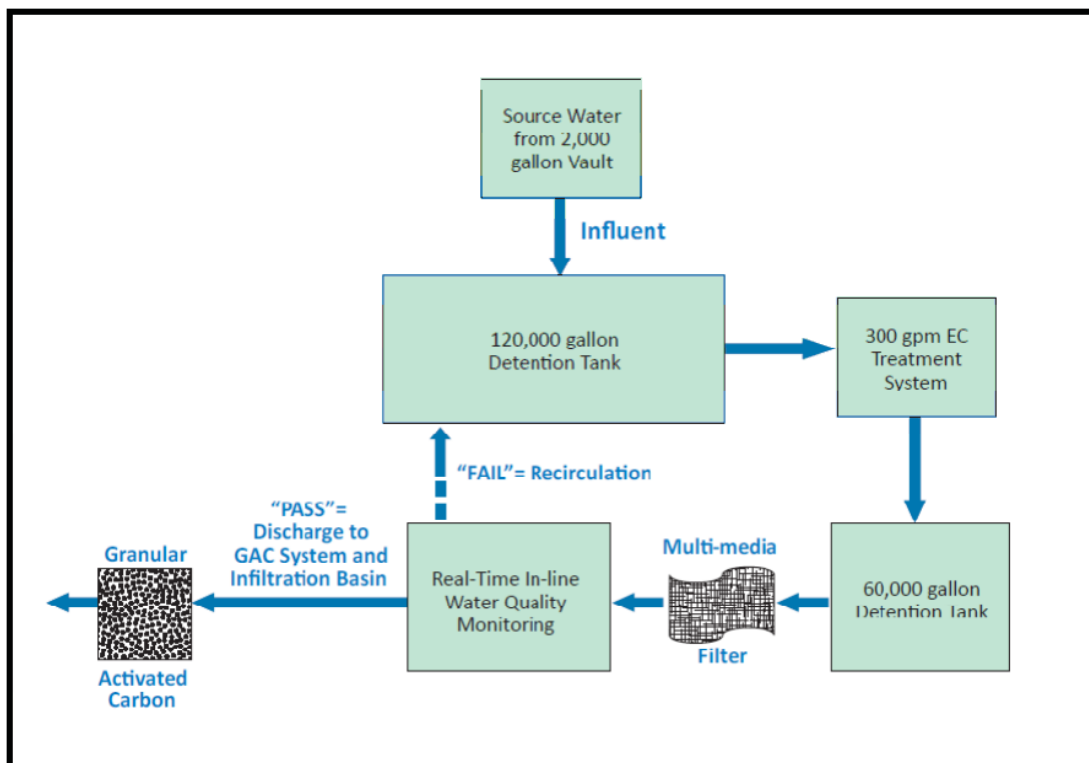 Source Water
from 2,000
gallon Vault
Influent
120,000 gallon
Detention Tank
300 gpm EC
Treatment
System
"FAIL"= Recirculation
"PASS"=
Discharge to
GAC System and
Infiltration Basin
Granular
Activated
Carbon
Real-Time In-line
Water Quality
Monitoring
Multi-media
Filter
60,000 gallon
Detention Tank